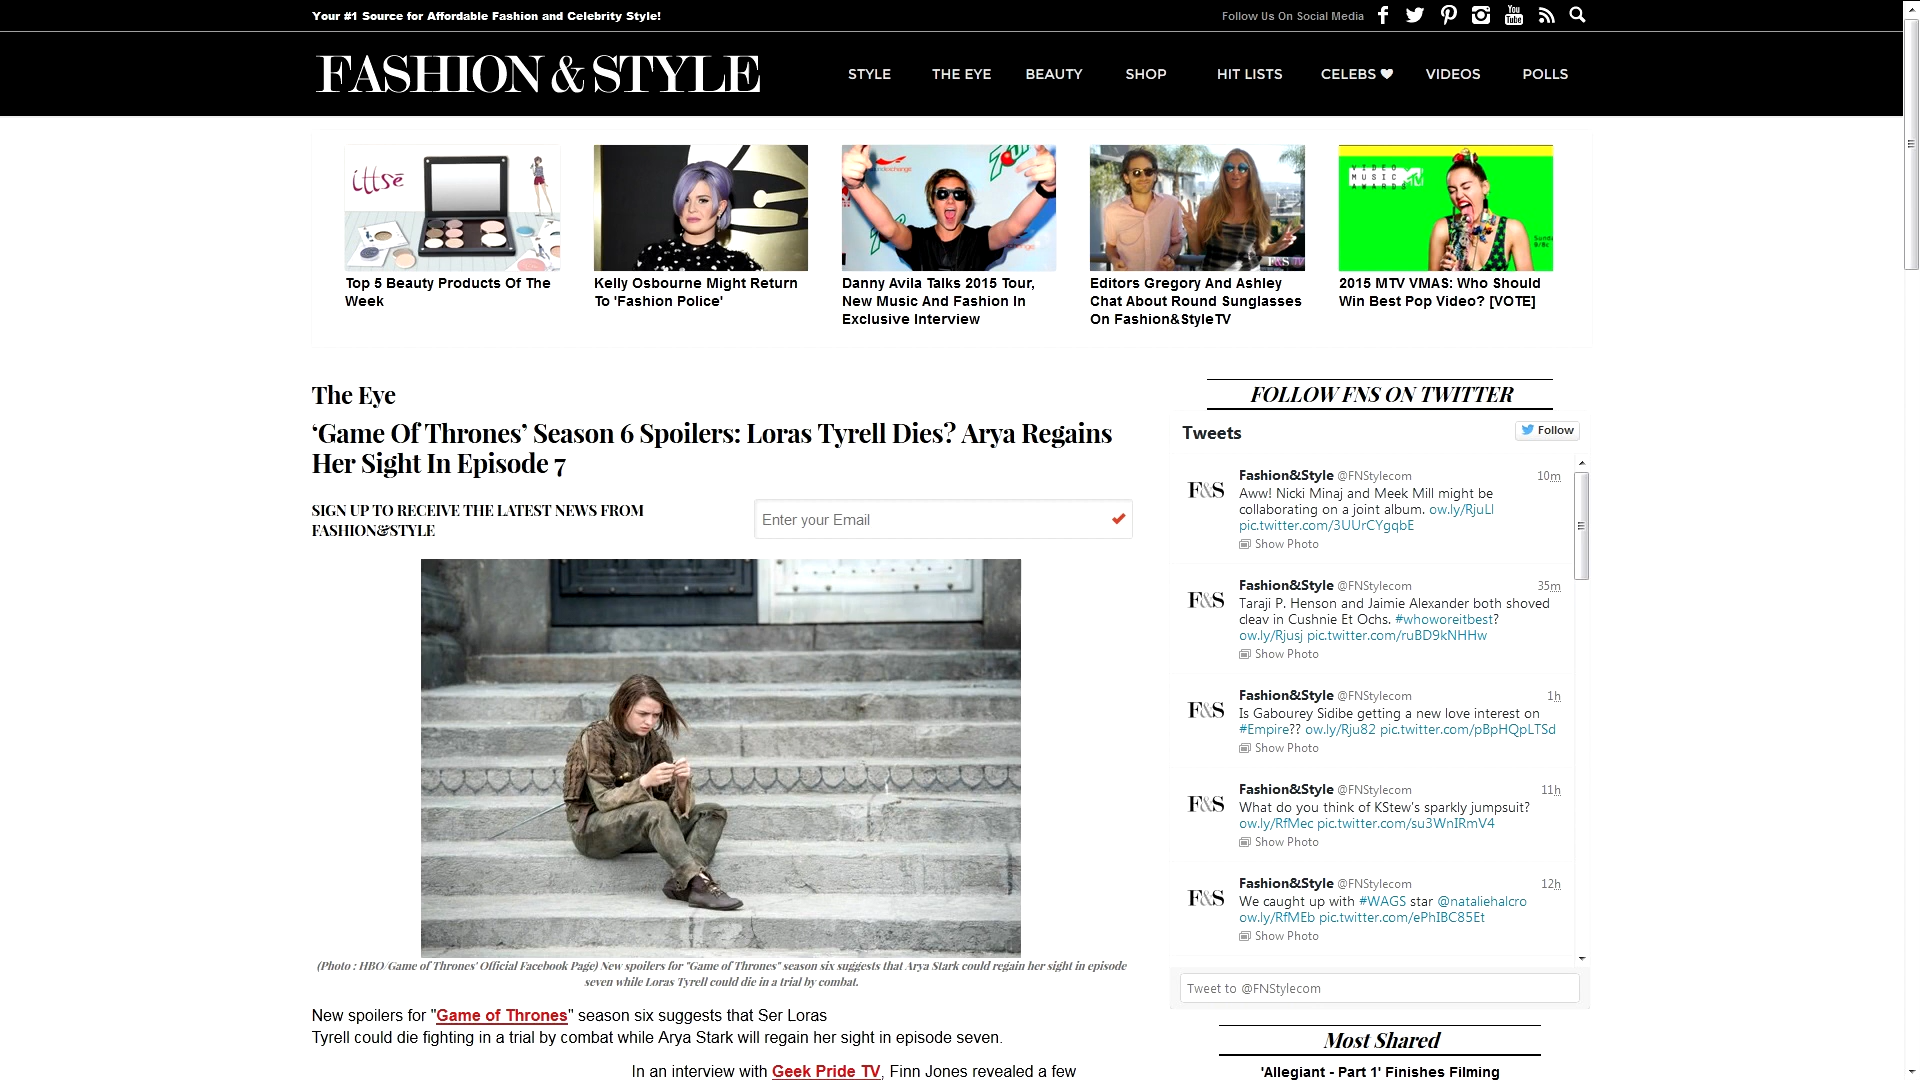 Your #1 Source for Affordable Fashion and Celebrity Style!
Follow Us On Social Media
You Tube
FASHION & STYLE
STYLE THE EYE BEAUTY SHOP HIT LISTS CELEBS VIDEOS POLLS
ittsē
VIDEO MUSIC AWARDS
F&S TV
Top 5 Beauty Products Of The
Week
Kelly Osbourne Might Return
To 'Fashion Police'
Danny Avila Talks 2015 Tour,
New Music And Fashion In
Exclusive Interview
Editors Gregory And Ashley
Chat About Round Sunglasses
On Fashion&StyleTV
2015 MTV VMAS: Who Should
Win Best Pop Video? [VOTE]
The Eye
‘Game Of Thrones’ Season 6 Spoilers: Loras Tyrell Dies? Arya Regains
Her Sight In Episode 7
SIGN UP TO RECEIVE THE LATEST NEWS FROM
FASHION&STYLE
Enter your Email
(Photo : HBO/Game of Thrones' Official Facebook Page) New spoilers for "Game of Thrones" season six suggests that Arya Stark could regain her sight in episode
seven while Loras Tyrell could die in a trial by combat.
New spoilers for "Game of Thrones" season six suggests that Ser Loras
Tyrell could die fighting in a trial by combat while Arya Stark will regain her sight in episode seven.
In an interview with Geek Pride TV, Finn Jones revealed a few
FOLLOW FNS ON TWITTER
Tweets
Follow
F&S
Fashion&Style @FNStylecom 10m
Aww! Nicki Minaj and Meek Mill might be
collaborating on a joint album. ow.ly/RjuLl
pic.twitter.com/3UUrCYgqbE
Show Photo
F&S
Fashion&Style @FNStylecom 35m
Taraji P. Henson and Jaimie Alexander both shoved
cleav in Cushnie Et Ochs. #whoworeitbest?
ow.ly/Rjusj pic.twitter.com/ruBD9kNHHw
Show Photo
F&S
Fashion&Style @FNStylecom 1h
Is Gabourey Sidibe getting a new love interest on
#Empire?? ow.ly/Rju82 pic.twitter.com/pBpHQpLTSd
Show Photo
F&S
Fashion&Style @FNStylecom 11h
What do you think of KStew's sparkly jumpsuit?
ow.ly/RfMec pic.twitter.com/su3WnIRmV4
Show Photo
F&S
Fashion&Style @FNStylecom 12h
We caught up with #WAGS star @nataliehalcro
ow.ly/RfMEb pic.twitter.com/ePhIBC85Et
Show Photo
Tweet to @FNStylecom
Most Shared
'Allegiant - Part 1' Finishes Filming